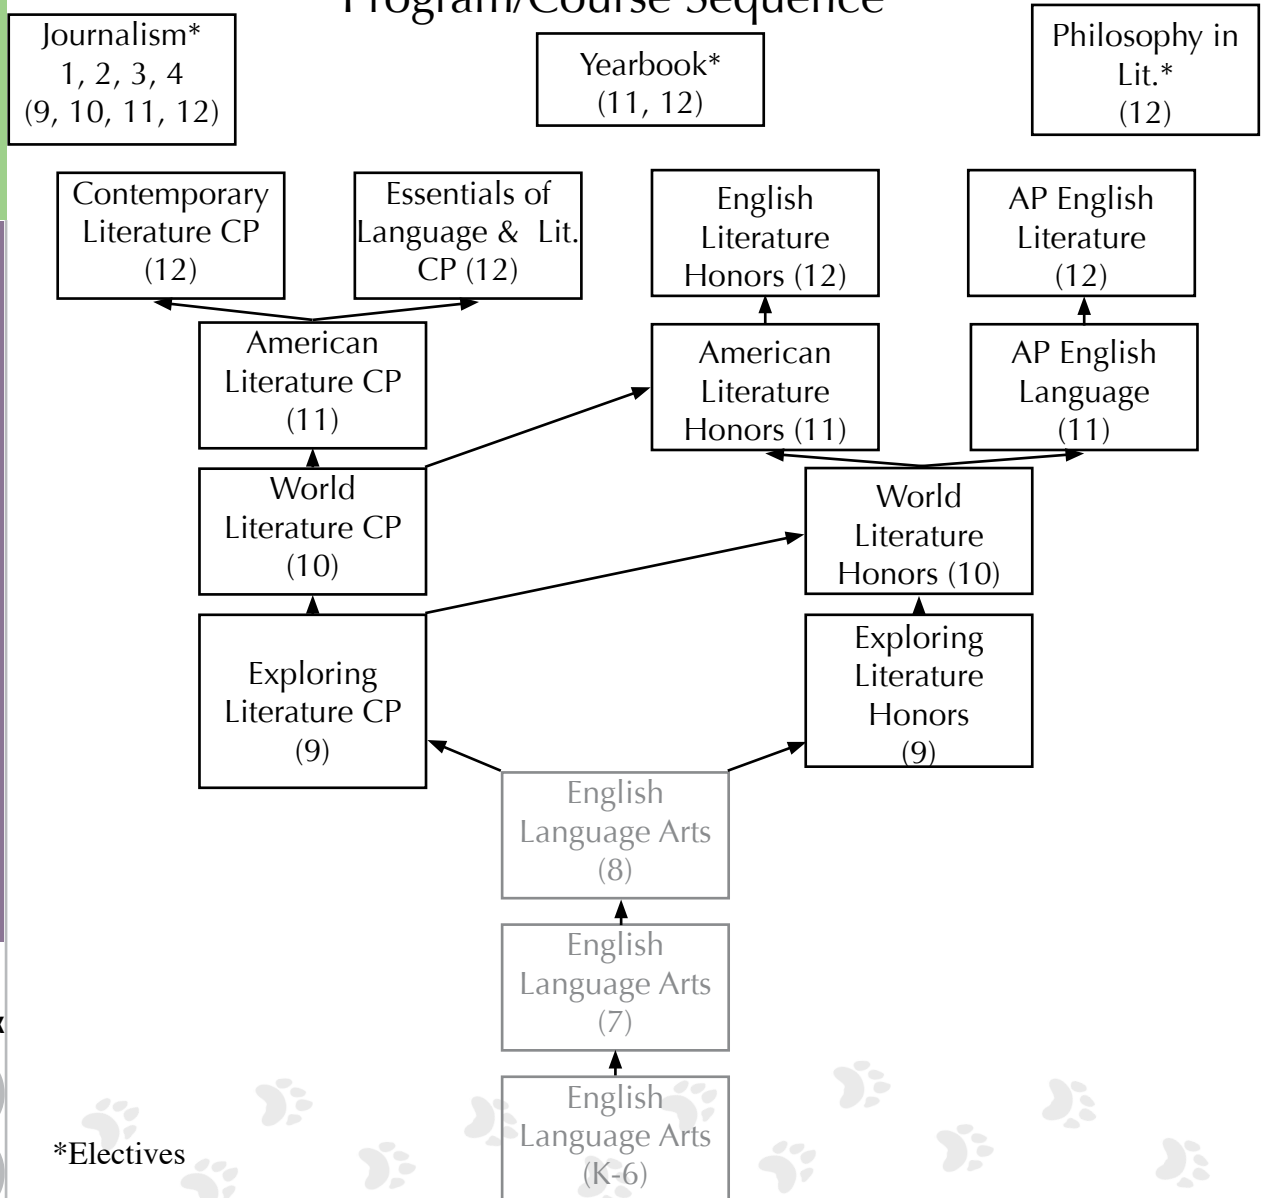 Program/Course Sequence
Journalism*
1, 2, 3, 4
(9, 10, 11, 12)
Yearbook*
(11, 12)
Philosophy in
Lit.*
(12)
Contemporary
Literature CP
(12)
Essentials of
Language & Lit.
CP (12)
English
Literature
Honors (12)
AP English
Literature
(12)
American
Literature CP
(11)
American
Literature
Honors (11)
AP English
Language
(11)
World
Literature CP
(10)
World
Literature
Honors (10)
Exploring
Literature CP
(9)
Exploring
Literature
Honors
(9)
English
Language Arts
(8)
English
Language Arts
(7)
English
Language Arts
(K-6)
*Electives